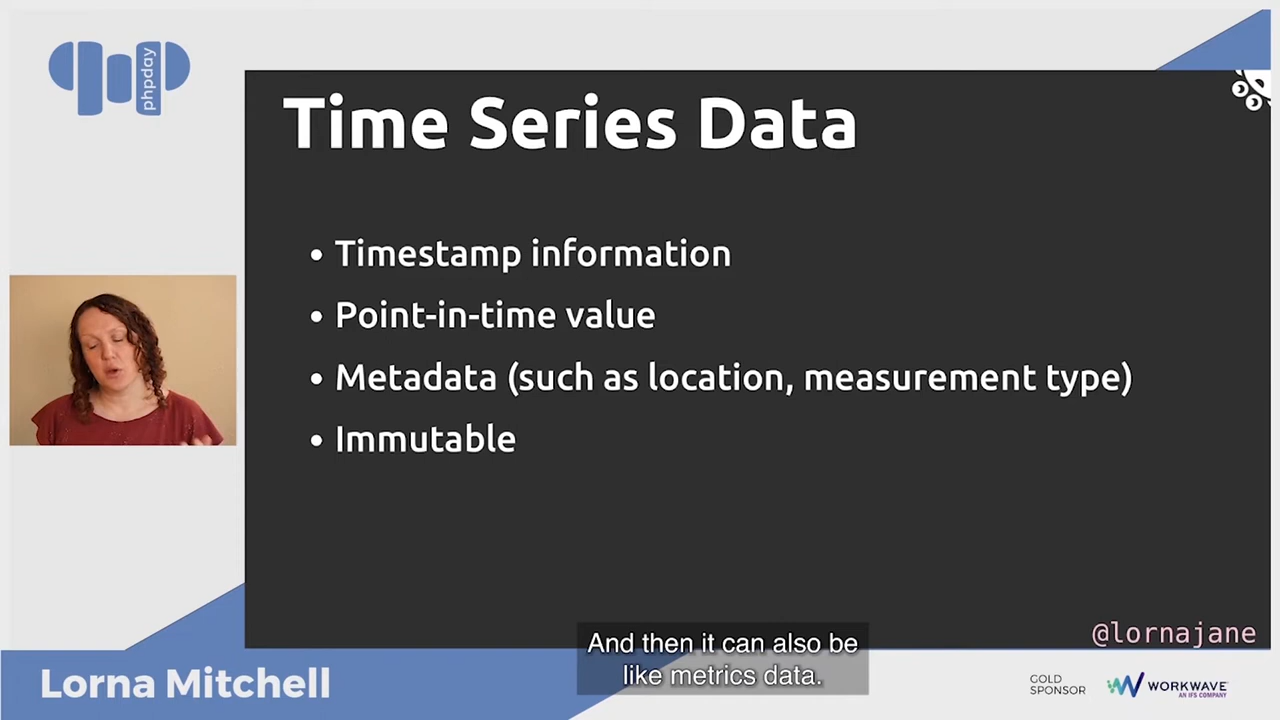 phpday
Time Series Data
• Timestamp information
• Point-in-time value
• Metadata (such as location, measurement type)
• Immutable
@lornajane
And then it can also be
like metrics data.
Lorna Mitchell
GOLD
SPONSOR
WORKWAVE
AN IFS COMPANY